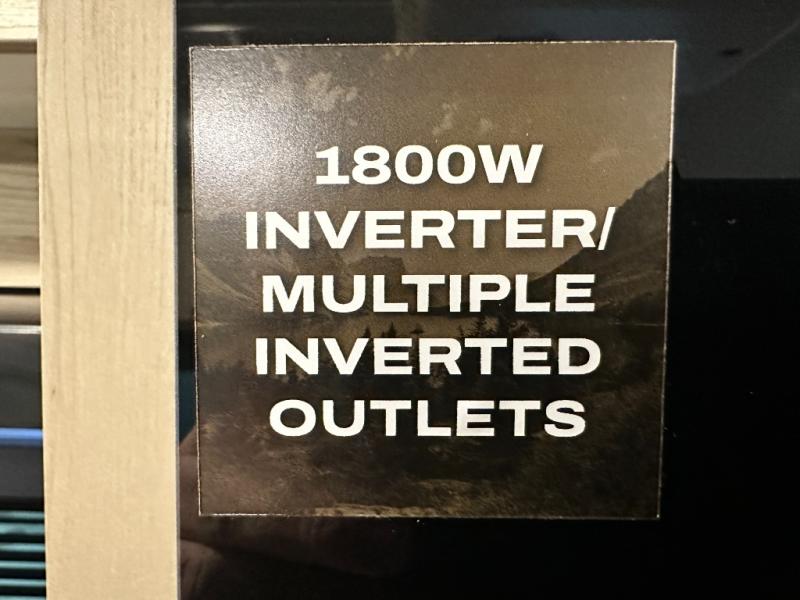 1800W
INVERTER/
MULTIPLE
INVERTED
OUTLETS